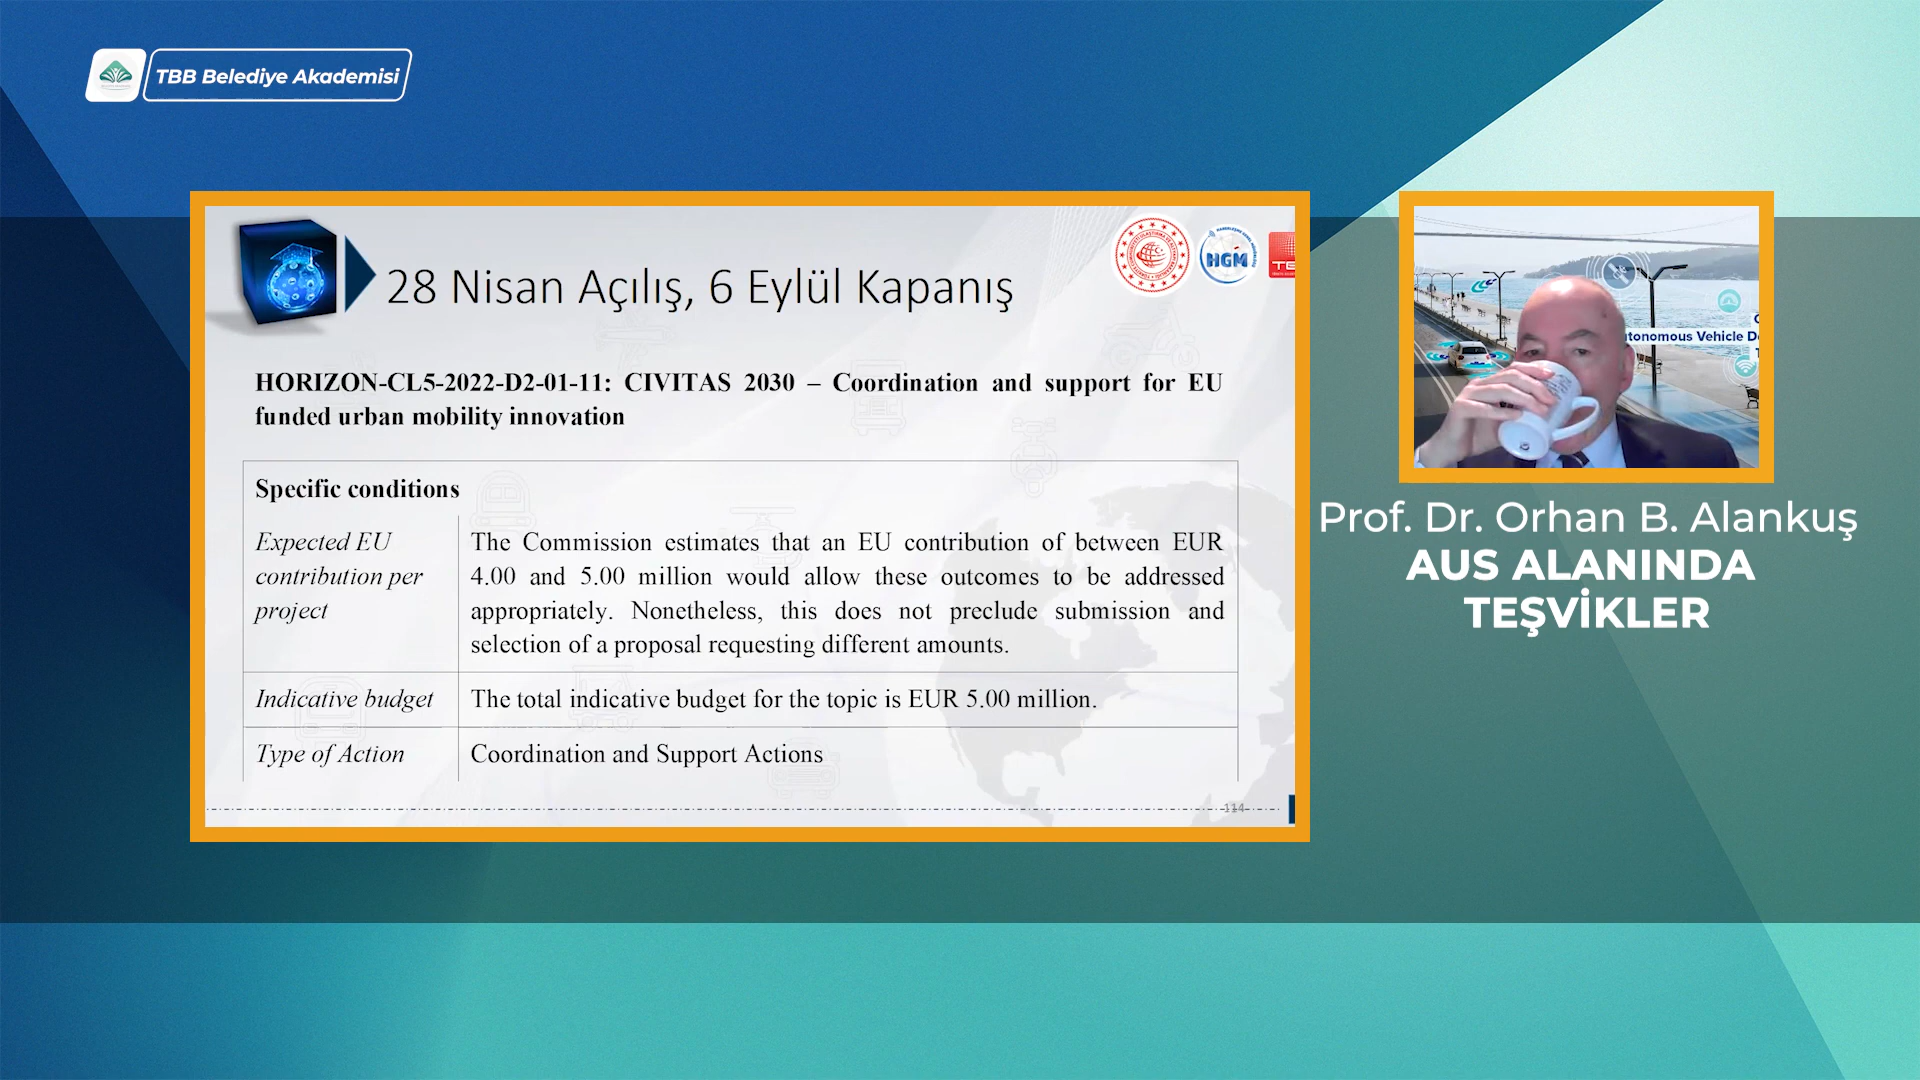 TBB Belediye Akademisi
28 Nisan Açılış, 6 Eylül Kapanış
HGM
HORIZON-CL5-2022-D2-01-11: CIVITAS 2030 – Coordination and support for EU
funded urban mobility innovation
Specific conditions
Expected EU
contribution per
project
The Commission estimates that an EU contribution of between EUR
4.00 and 5.00 million would allow these outcomes to be addressed
appropriately. Nonetheless, this does not preclude submission and
selection of a proposal requesting different amounts.
Indicative budget
The total indicative budget for the topic is EUR 5.00 million.
Type of Action
Coordination and Support Actions
114
tonomous Vehicle D
Prof. Dr. Orhan B. Alankuş
AUS ALANINDA
TEŞVİKLER